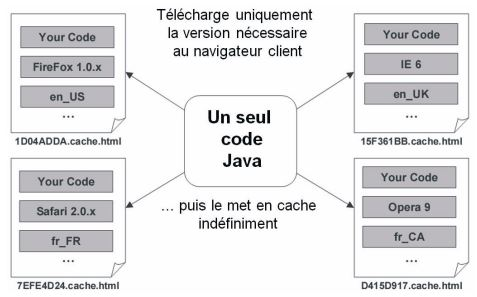 Télécharge uniquement
la version nécessaire
au navigateur client
Your Code
FireFox 1.0.x
en_US
...
1D04ADDA.cache.html
Your Code
IE 6
en_UK
...
15F361BB.cache.html
Un seul
code
Java
... puis le met en cache
indéfiniment
Your Code
Safari 2.0.x
fr_FR
...
7EFE4D24.cache.html
Your Code
Opera 9
fr_CA
...
D415D917.cache.html